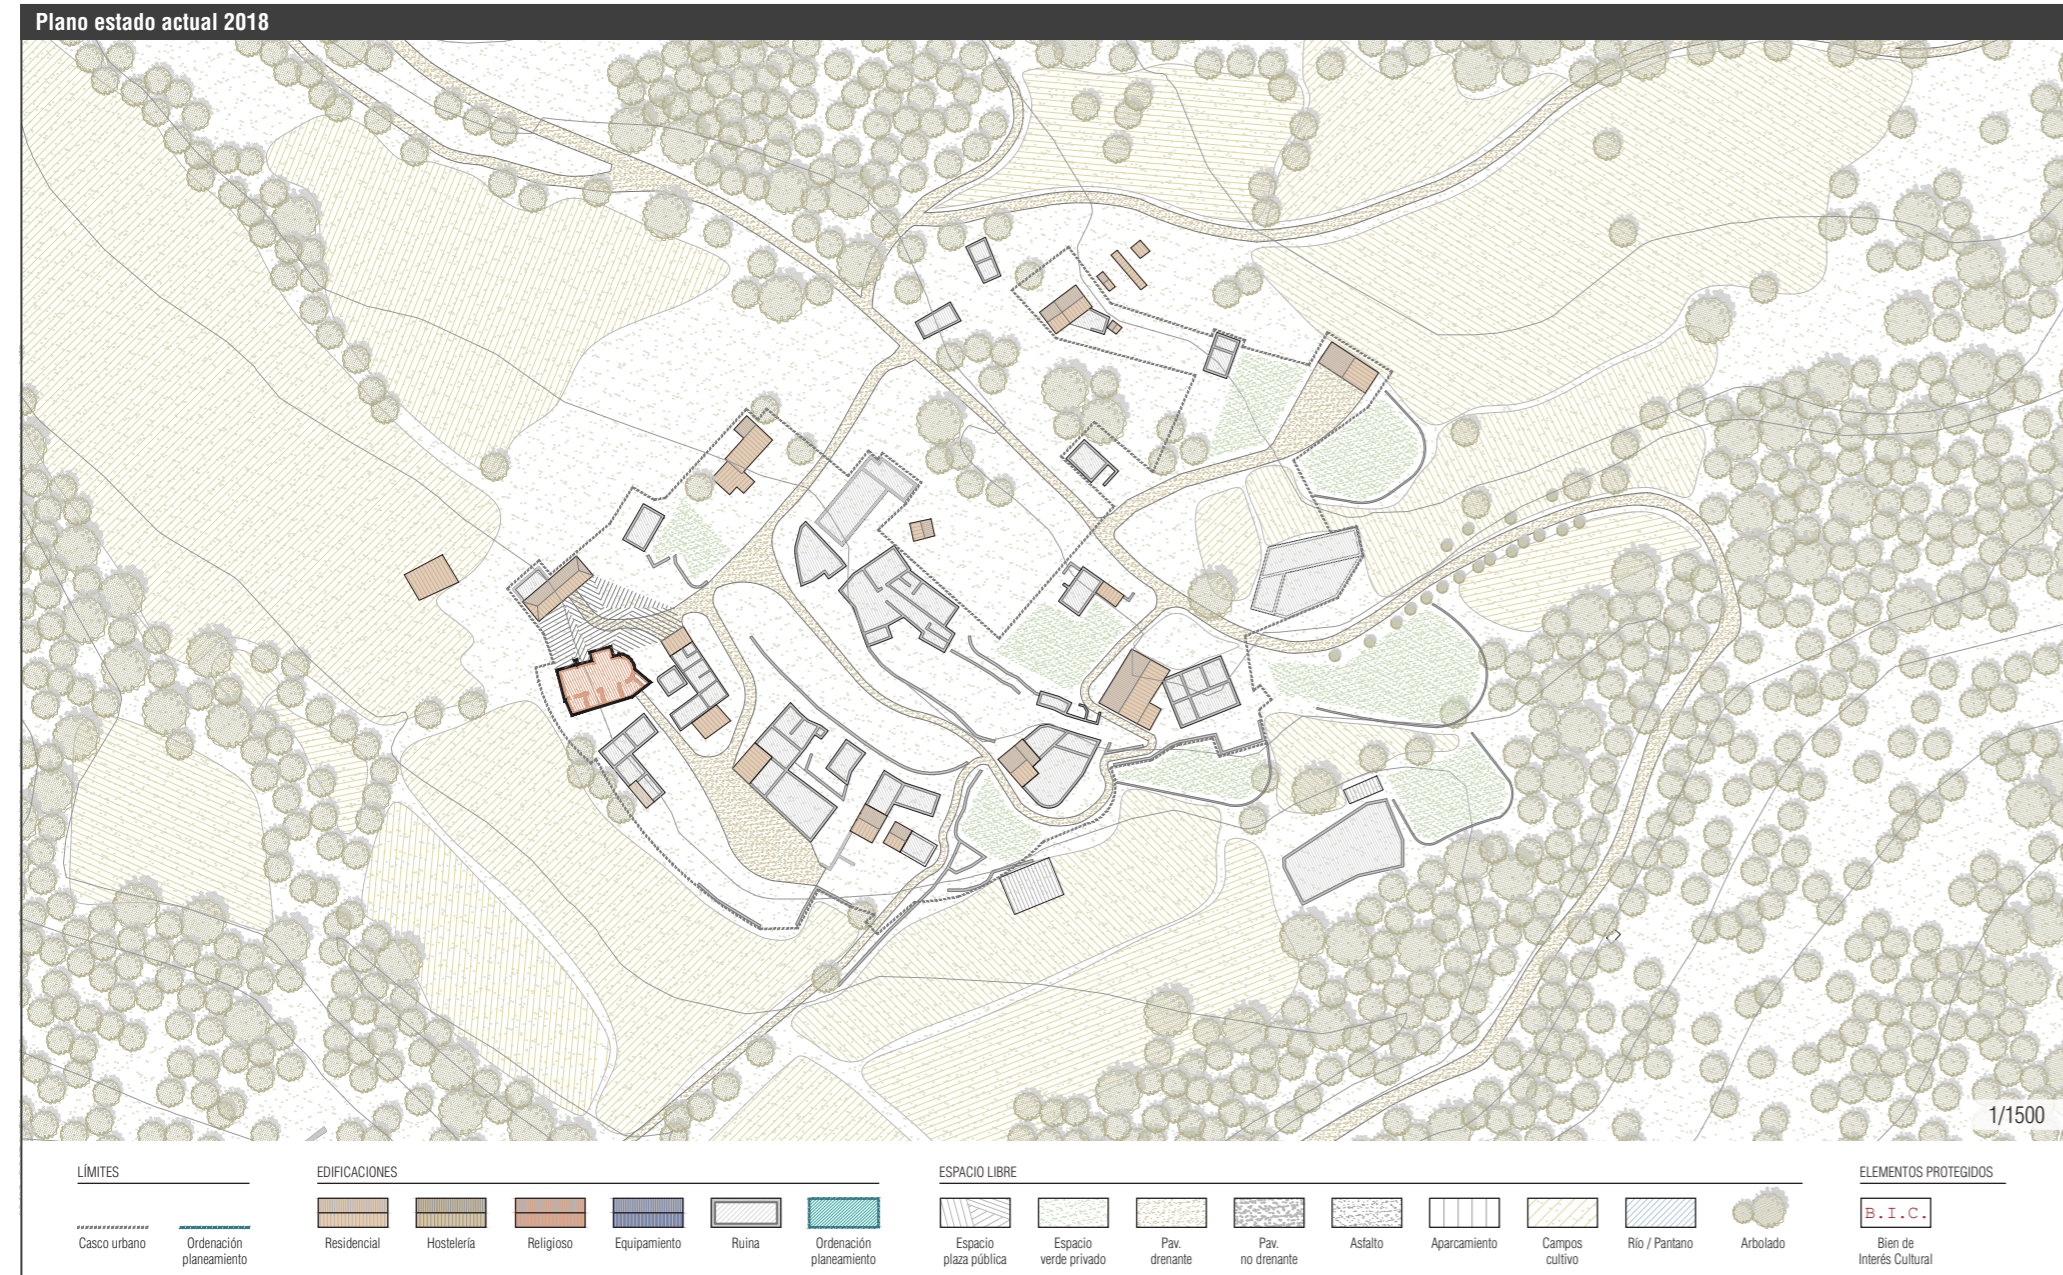 Plano estado actual 2018
1/1500
LÍMITES
Casco urbano
Ordenación
planeamiento
EDIFICACIONES
Residencial
Hostelería
Religioso
Equipamiento
Ruina
Ordenación
planeamiento
ESPACIO LIBRE
Espacio
plaza pública
Espacio
verde privado
Pav.
drenante
Pav.
no drenante
Asfalto
Aparcamiento
Campos
cultivo
Río / Pantano
Arbolado
ELEMENTOS PROTEGIDOS
B.I.C.
Bien de
Interés Cultural